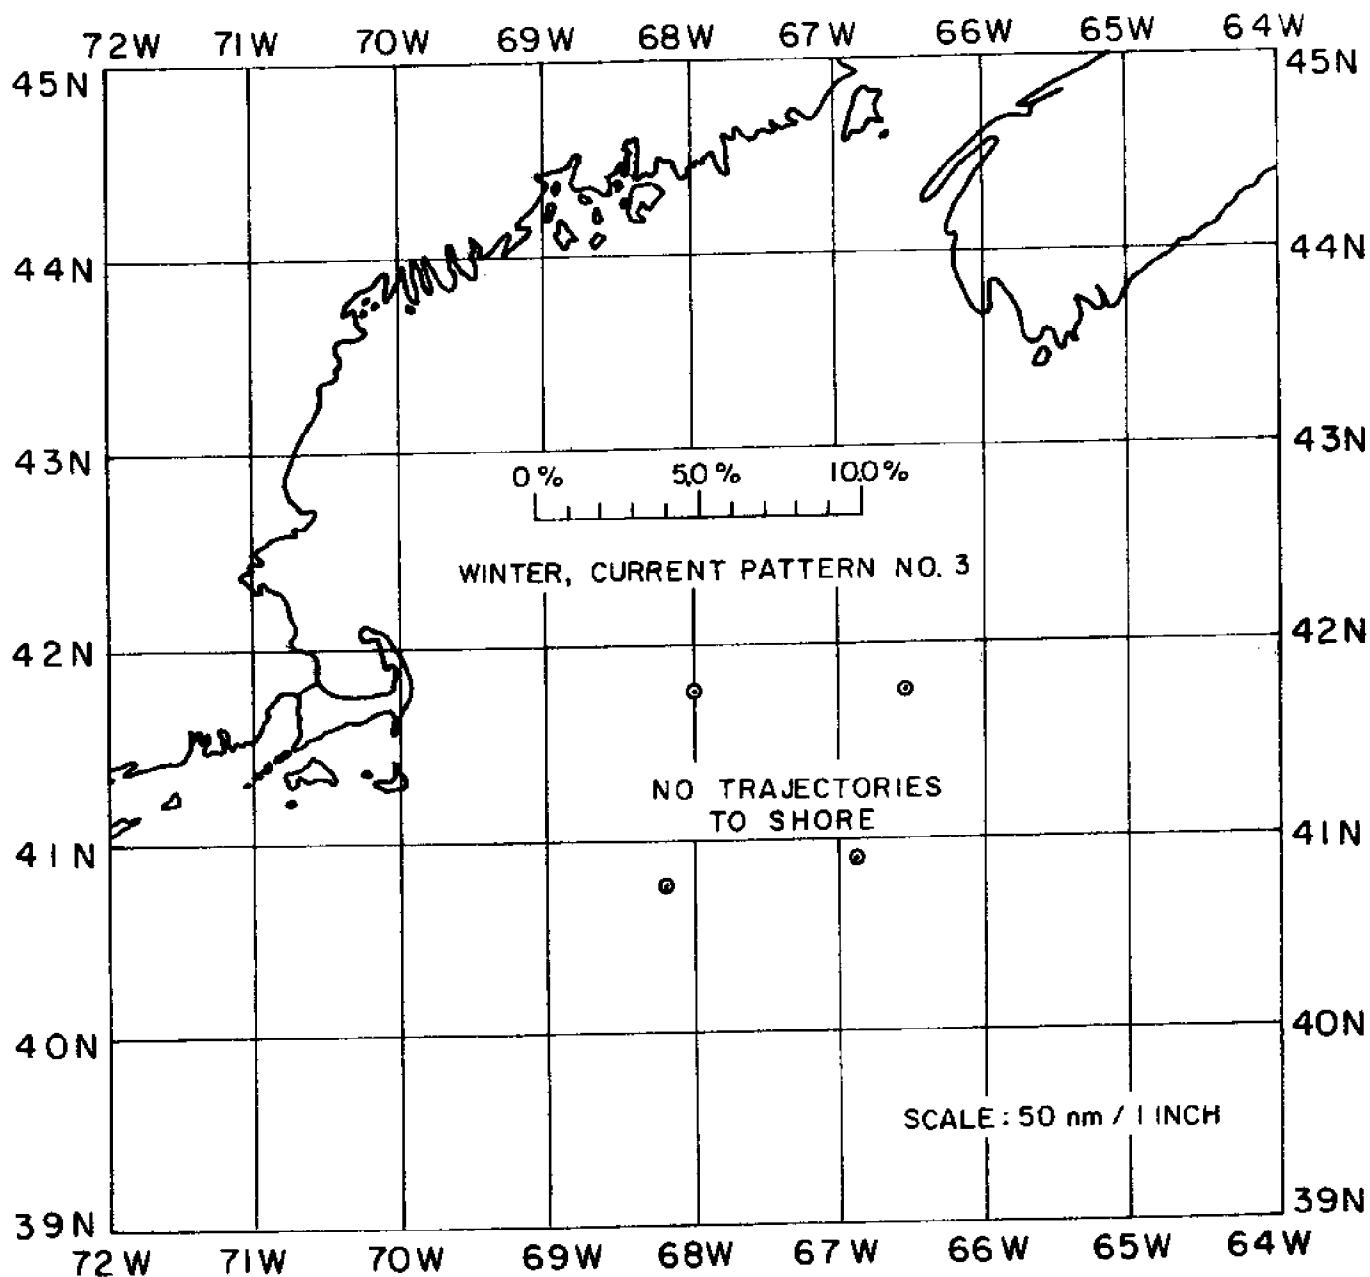 72W 71W 70W 69W 68W 67W 66W 65W 64W
45N 45N
44N 44N
43N 43N
0% 5.0% 10.0%
WINTER, CURRENT PATTERN NO. 3
42N 42N
NO TRAJECTORIES
TO SHORE
41N 41N
40N 40N
SCALE: 50 nm / 1 INCH
39N 39N
72W 71W 70W 69W 68W 67W 66W 65W 64W